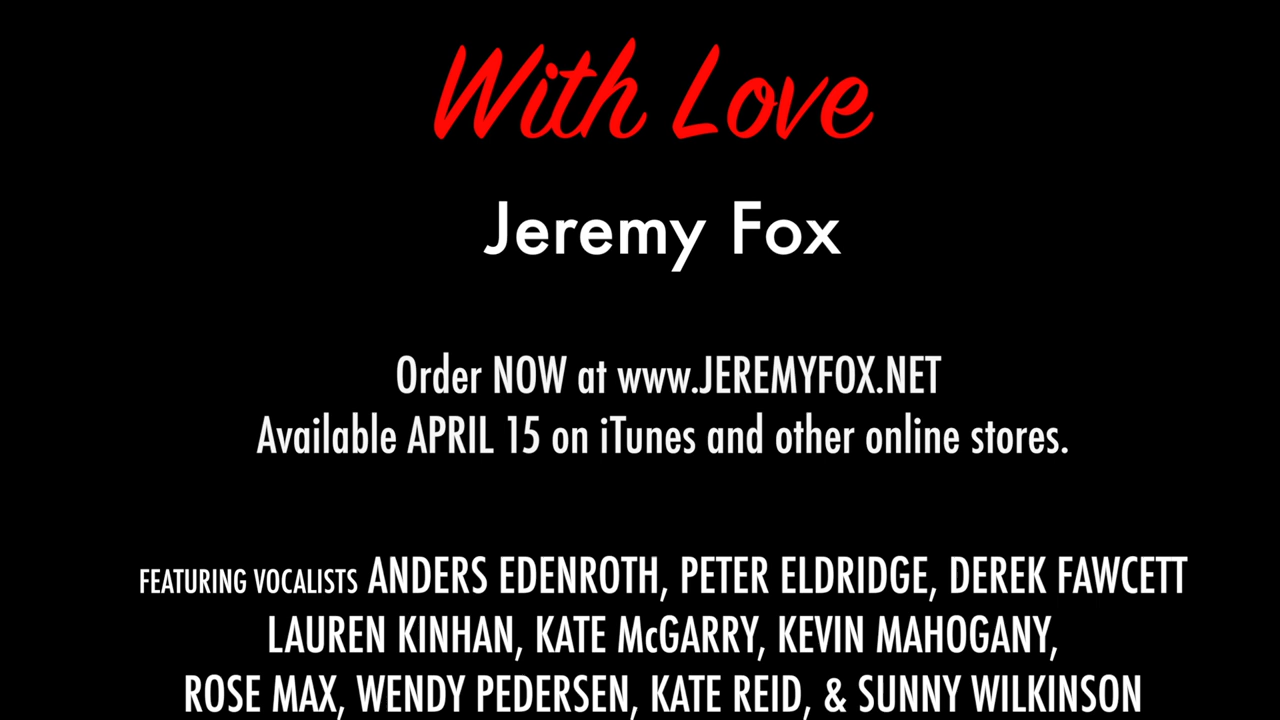 With Love
Jeremy Fox
Order NOW at www.JEREMYFOX.NET
Available APRIL 15 on iTunes and other online stores.
FEATURING VOCALISTS ANDERS EDENROTH, PETER ELDRIDGE, DEREK FAWCETT
LAUREN KINHAN, KATE McGARRY, KEVIN MAHOGANY,
ROSE MAX, WENDY PEDERSEN, KATE REID, & SUNNY WILKINSON